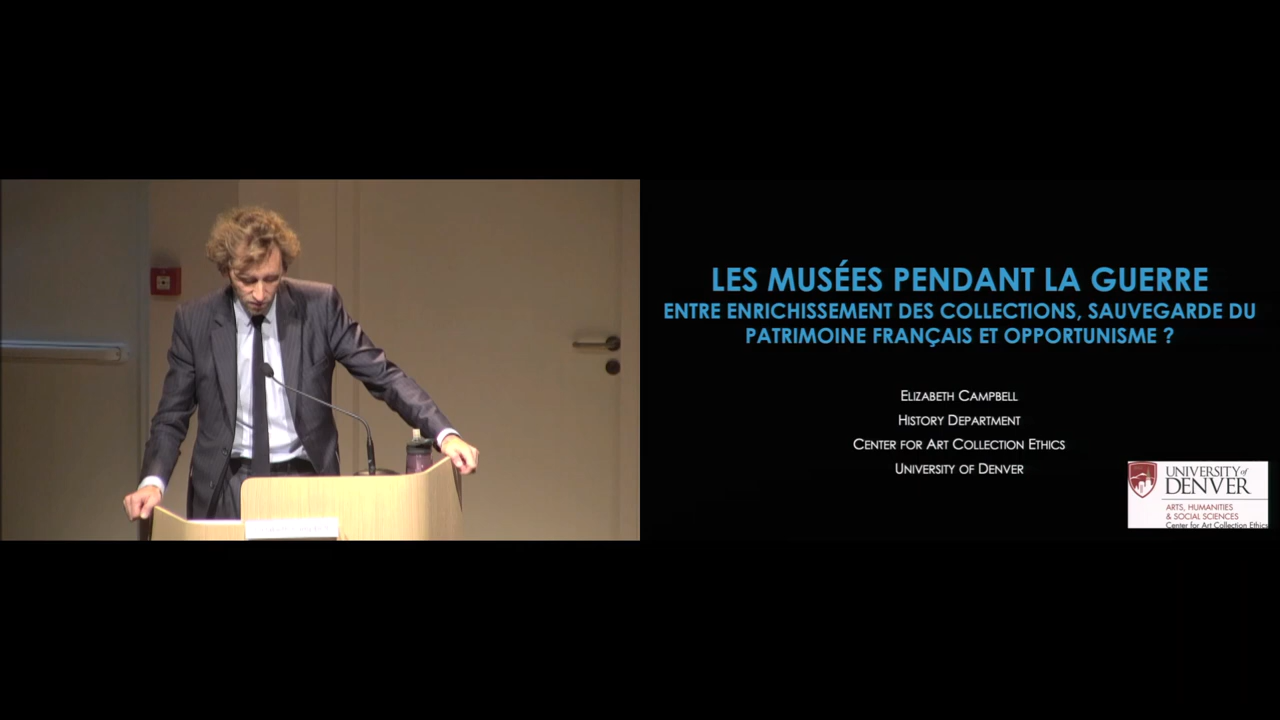 LES MUSÉES PENDANT LA GUERRE
ENTRE ENRICHISSEMENT DES COLLECTIONS, SAUVEGARDE DU
PATRIMOINE FRANÇAIS ET OPPORTUNISME ?
ELIZABETH CAMPBELL
HISTORY DEPARTMENT
CENTER FOR ART COLLECTION ETHICS
UNIVERSITY OF DENVER
UNIVERSITY of
DENVER
ARTS, HUMANITIES
& SOCIAL SCIENCES
Center for Art Collection Ethics